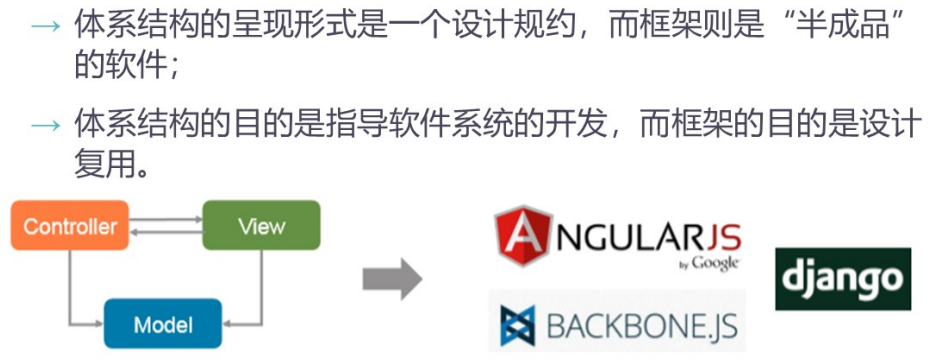 → 体系结构的呈现形式是一个设计规约，而框架则是“半成品”
的软件；
→ 体系结构的目的是指导软件系统的开发，而框架的目的是设计
复用。
Controller
View
Model
ANGULARJS
by Google
BACKBONE.JS
django